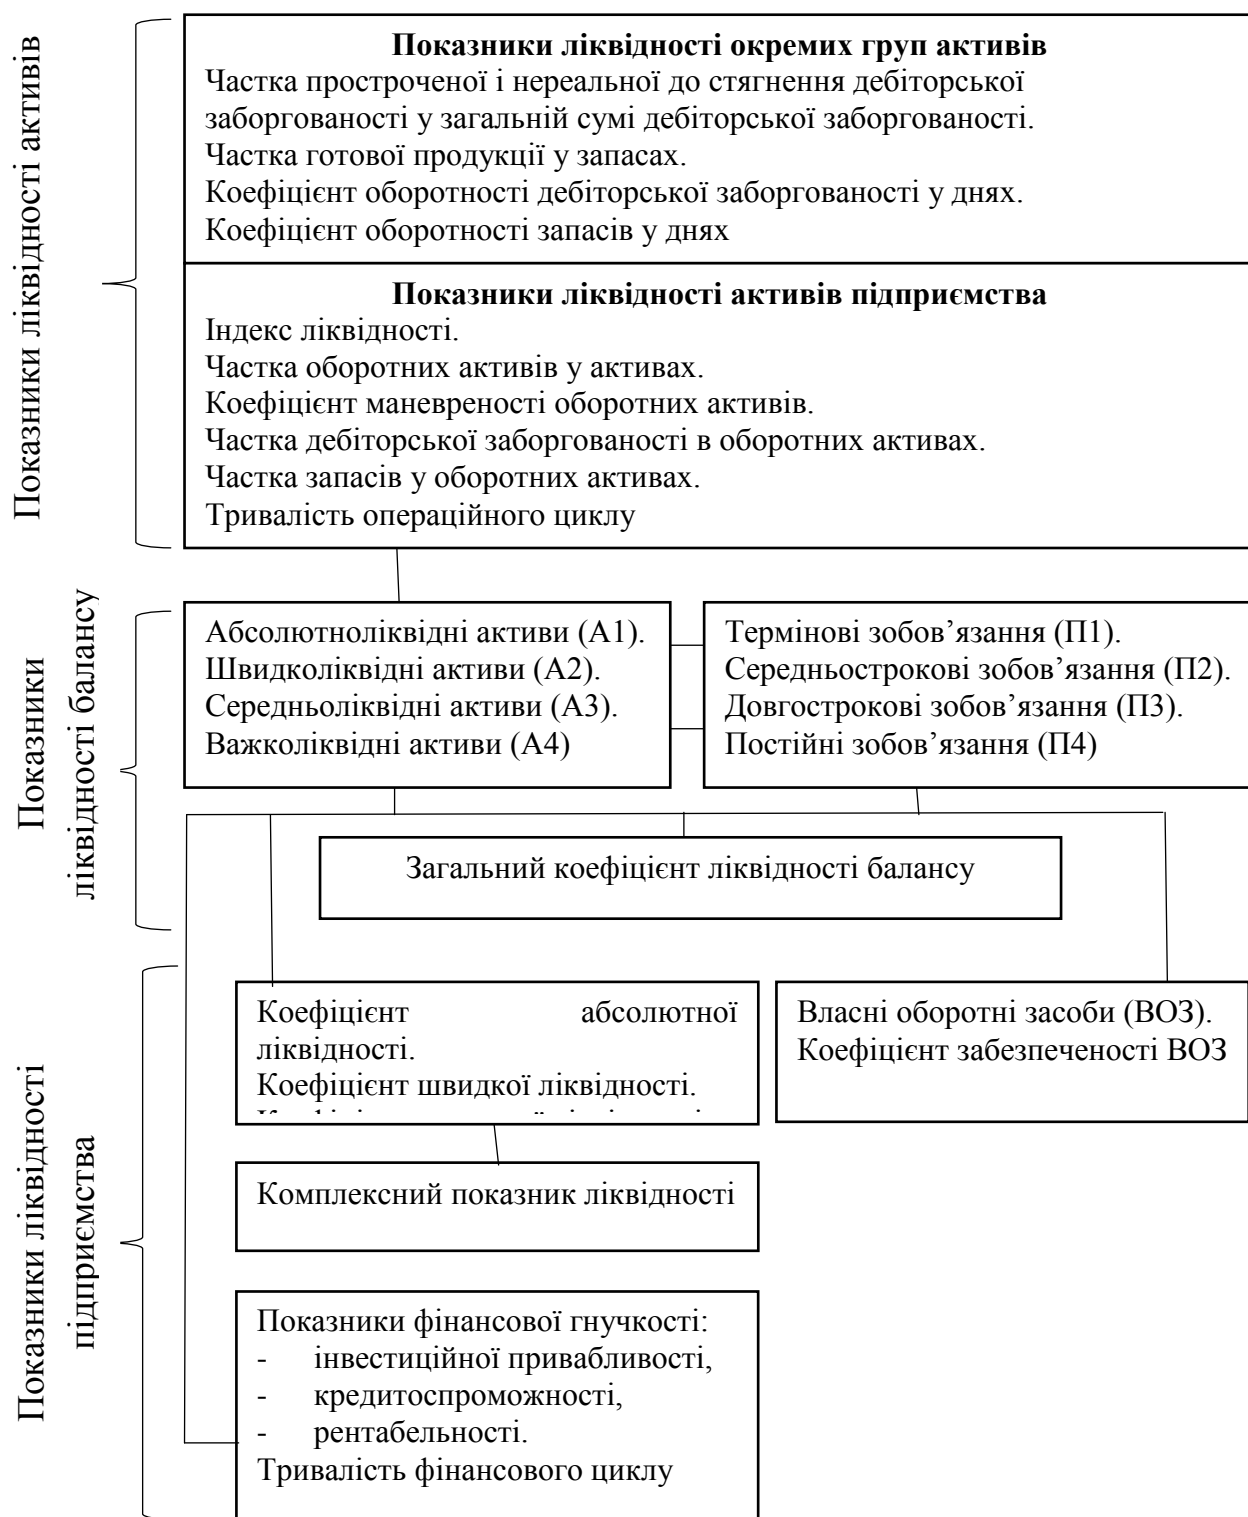 Показники ліквідності активів
Показники ліквідності окремих груп активів
Частка простроченої і нереальної до стягнення дебіторської
заборгованості у загальній сумі дебіторської заборгованості.
Частка готової продукції у запасах.
Коефіцієнт оборотності дебіторської заборгованості у днях.
Коефіцієнт оборотності запасів у днях
Показники ліквідності активів підприємства
Індекс ліквідності.
Частка оборотних активів у активах.
Коефіцієнт маневреності оборотних активів.
Частка дебіторської заборгованості в оборотних активах.
Частка запасів у оборотних активах.
Тривалість операційного циклу
Показники
ліквідності балансу
Абсолютноліквідні активи (А1).
Швидколіквідні активи (А2).
Середньоліквідні активи (А3).
Важколіквідні активи (А4)
Термінові зобов’язання (П1).
Середньострокові зобов’язання (П2).
Довгострокові зобов’язання (П3).
Постійні зобов’язання (П4)
Загальний коефіцієнт ліквідності балансу
Показники ліквідності
підприємства
Коефіцієнт абсолютної
ліквідності.
Коефіцієнт швидкої ліквідності.
Власні оборотні засоби (ВОЗ).
Коефіцієнт забезпеченості ВОЗ
Комплексний показник ліквідності
Показники фінансової гнучкості:
- інвестиційної привабливості,
- кредитоспроможності,
- рентабельності.
Тривалість фінансового циклу